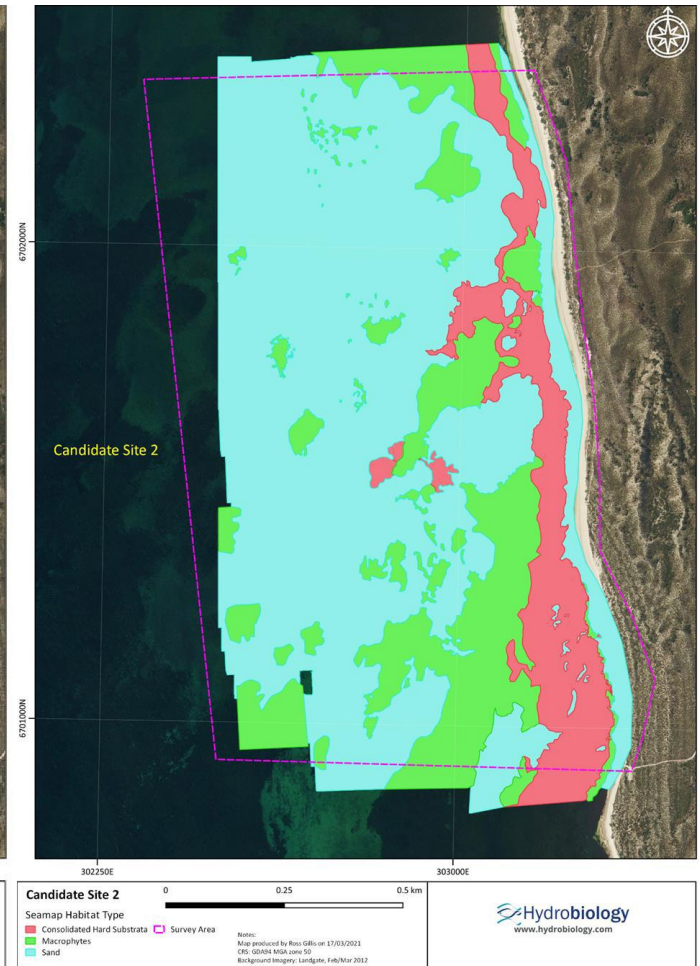 6702000N
Candidate Site 2
6701000N
302250E
303000E
Candidate Site 2
0
0.25
0.5 km
Seamap Habitat Type
Consolidated Hard Substrata
Survey Area
Macrophytes
Sand
Notes:
Map produced by Ross Gillis on 17/03/2021
CRS: GDA94 MGA zone 50
Background Imagery: Landgate, Feb/Mar 2012
Hydrobiology
www.hydrobiology.com